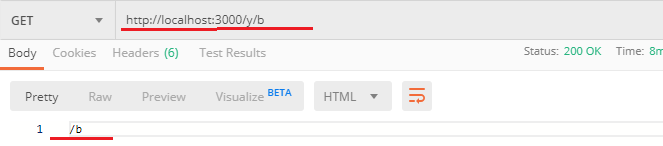 GET http://localhost:3000/y/b
Body Cookies Headers (6) Test Results Status: 200 OK Time: 8m
Pretty Raw Preview Visualize BETA HTML
1 /b